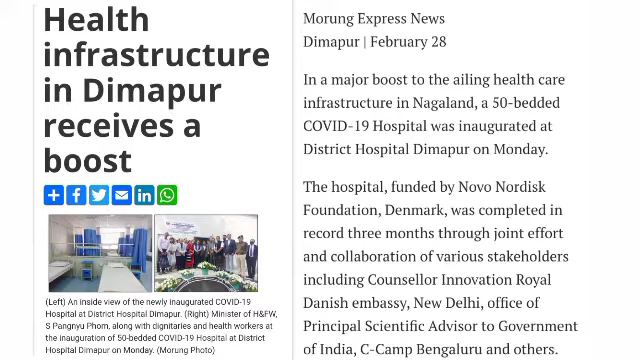 Health
infrastructure
in Dimapur
receives a
boost
(Left) An inside view of the newly inaugurated COVID-19
Hospital at District Hospital Dimapur. (Right) Minister of H&FW,
S Pangnyu Phom, along with dignitaries and health workers at
the inauguration of 50-bedded COVID-19 Hospital at District
Hospital Dimapur on Monday. (Morung Photo)
Morung Express News
Dimapur | February 28
In a major boost to the ailing health care
infrastructure in Nagaland, a 50-bedded
COVID-19 Hospital was inaugurated at
District Hospital Dimapur on Monday.
The hospital, funded by Novo Nordisk
Foundation, Denmark, was completed in
record three months through joint effort
and collaboration of various stakeholders
including Counsellor Innovation Royal
Danish embassy, New Delhi, office of
Principal Scientific Advisor to Government
of India, C-Camp Bengaluru and others.